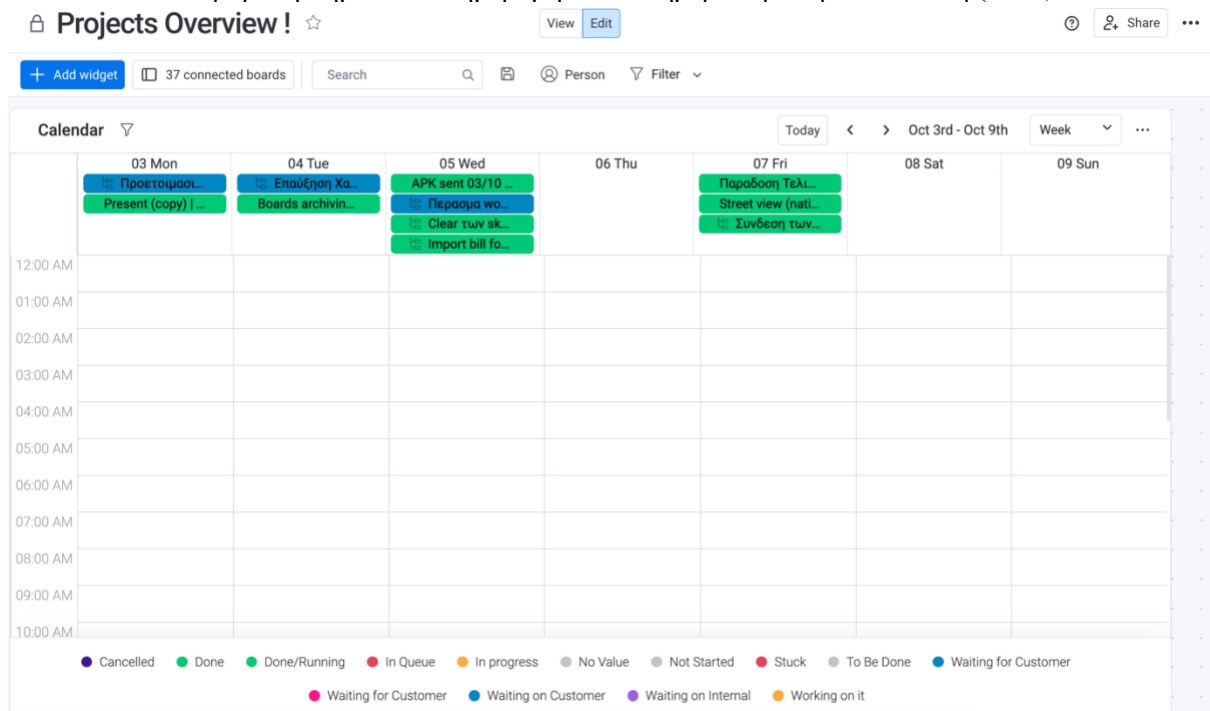 Projects Overview !
View Edit
Share
+ Add widget
37 connected boards
Search
Person
Filter
Calendar
Today
Oct 3rd - Oct 9th
Week
03 Mon 04 Tue 05 Wed 06 Thu 07 Fri 08 Sat 09 Sun
Προετοιμασι... Επαύξηση Χα... APK sent 03/10 ... Παραδοση Τελι...
Present (copy) | ... Boards archivin... Περασμα wo... Street view (nati...
Clear των sk... Συνδεση των...
Import bill fo...
12:00 AM
01:00 AM
02:00 AM
03:00 AM
04:00 AM
05:00 AM
06:00 AM
07:00 AM
08:00 AM
09:00 AM
10:00 AM
Cancelled Done Done/Running In Queue In progress No Value Not Started Stuck To Be Done Waiting for Customer
Waiting for Customer Waiting on Customer Waiting on Internal Working on it